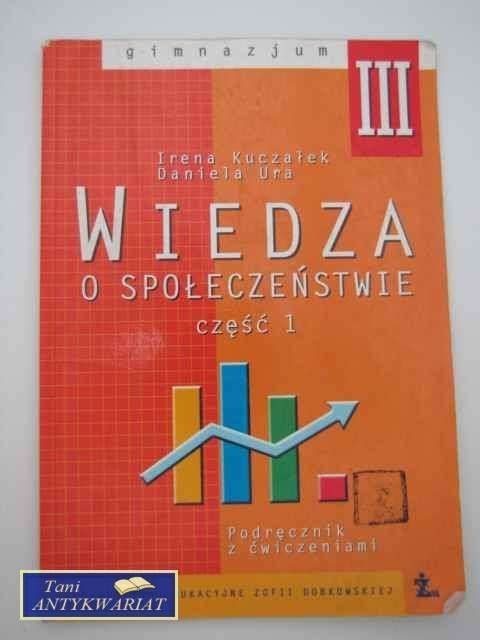 gimnazjum
III
Irena Kuczałek
Daniela Ura
WIEDZA
O SPOŁECZEŃSTWIE
część 1
Podręcznik
z ćwiczeniami
UKACYJNE ZOFII DOBKOWSKIEJ
Tani
ANTYKWARIAT